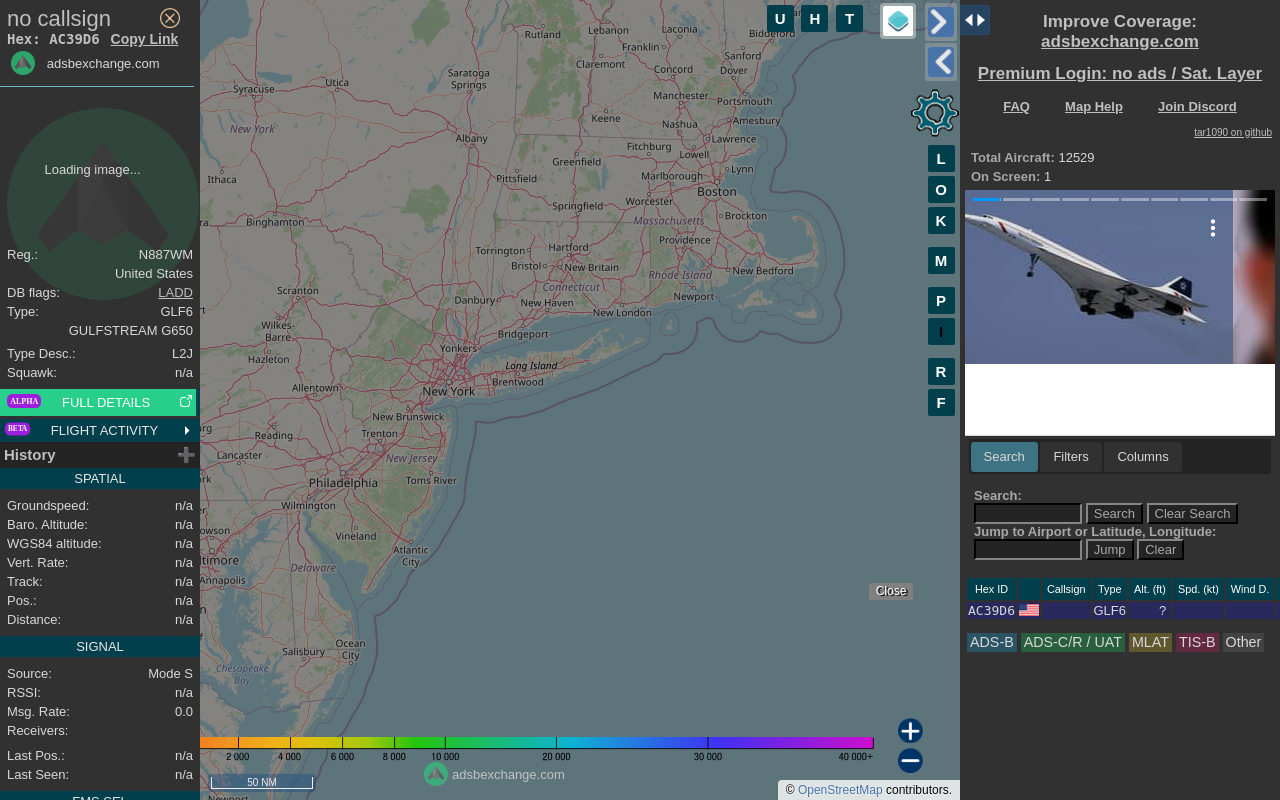 no callsign
Hex: AC39D6 Copy Link
adsbexchange.com
Loading image...
Reg.: N887WM
United States
DB flags: LADD
Type: GLF6
GULFSTREAM G650
Type Desc.: L2J
Squawk: n/a
ALPHA FULL DETAILS
BETA FLIGHT ACTIVITY
History
SPATIAL
Groundspeed: n/a
Baro. Altitude: n/a
WGS84 altitude: n/a
Vert. Rate: n/a
Track: n/a
Pos.: n/a
Distance: n/a
SIGNAL
Source: Mode S
RSSI: n/a
Msg. Rate: 0.0
Receivers:
Last Pos.: n/a
Last Seen: n/a
U H T
L
O
K
M
P
I
R
F
Rutland
Lebanon
Laconia
Biddeford
Franklin
Sanford
Claremont
Concord
Dover
Utica
Saratoga
Springs
Syracuse
Manchester
Portsmouth
Keene
Nashua
Amesbury
New York
Albany
Fitchburg
Lawrence
Greenfield
Lowell
Lynn
Ithaca
Pittsfield
Marlborough
Boston
Springfield
Worcester
Massachusetts
Brockton
Binghamton
Torrington
Hartford
Providence
Bristol
New Britain
Rhode Island
New Bedford
Connecticut
Scranton
Danbury
New Haven
New London
Newport
Wilkes-
Barre
Bridgeport
Yonkers
Hazleton
Long Island
Allentown
Brentwood
New York
New Brunswick
Reading
Trenton
Lancaster
New Jersey
Philadelphia
Toms River
Wilmington
Vineland
Atlantic
City
Delaware
Annapolis
Ocean
City
Salisbury
Chesapeake
Bay
Close
2 000 4 000 6 000 8 000 10 000 20 000 30 000 40 000+
adsbexchange.com
50 NM
© OpenStreetMap contributors.
Improve Coverage:
adsbexchange.com
Premium Login: no ads / Sat. Layer
FAQ Map Help Join Discord
tar1090 on github
Total Aircraft: 12529
On Screen: 1
Search Filters Columns
Search:
Search Clear Search
Jump to Airport or Latitude, Longitude:
Jump Clear
Hex ID Callsign Type Alt. (ft) Spd. (kt) Wind D.
AC39D6 GLF6 ?
ADS-B ADS-C/R / UAT MLAT TIS-B Other